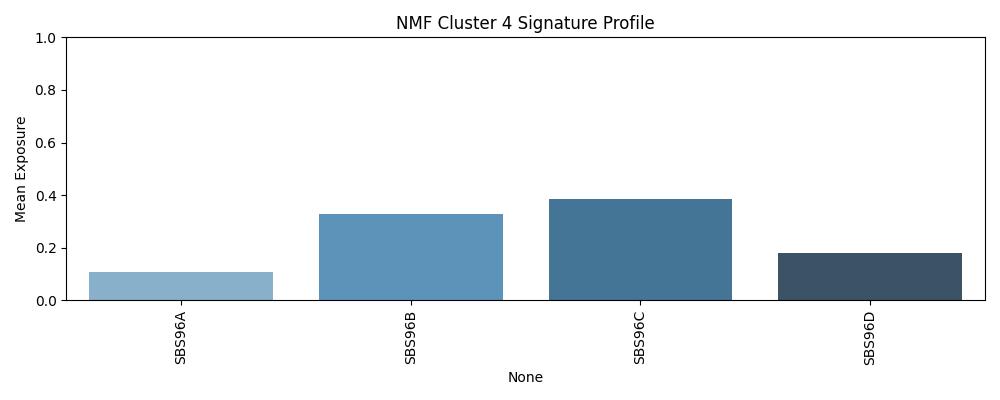 NMF Cluster 4 Signature Profile
1.0
0.8
0.6
0.4
0.2
0.0
Mean Exposure
SBS96A
SBS96B
SBS96C
SBS96D
None